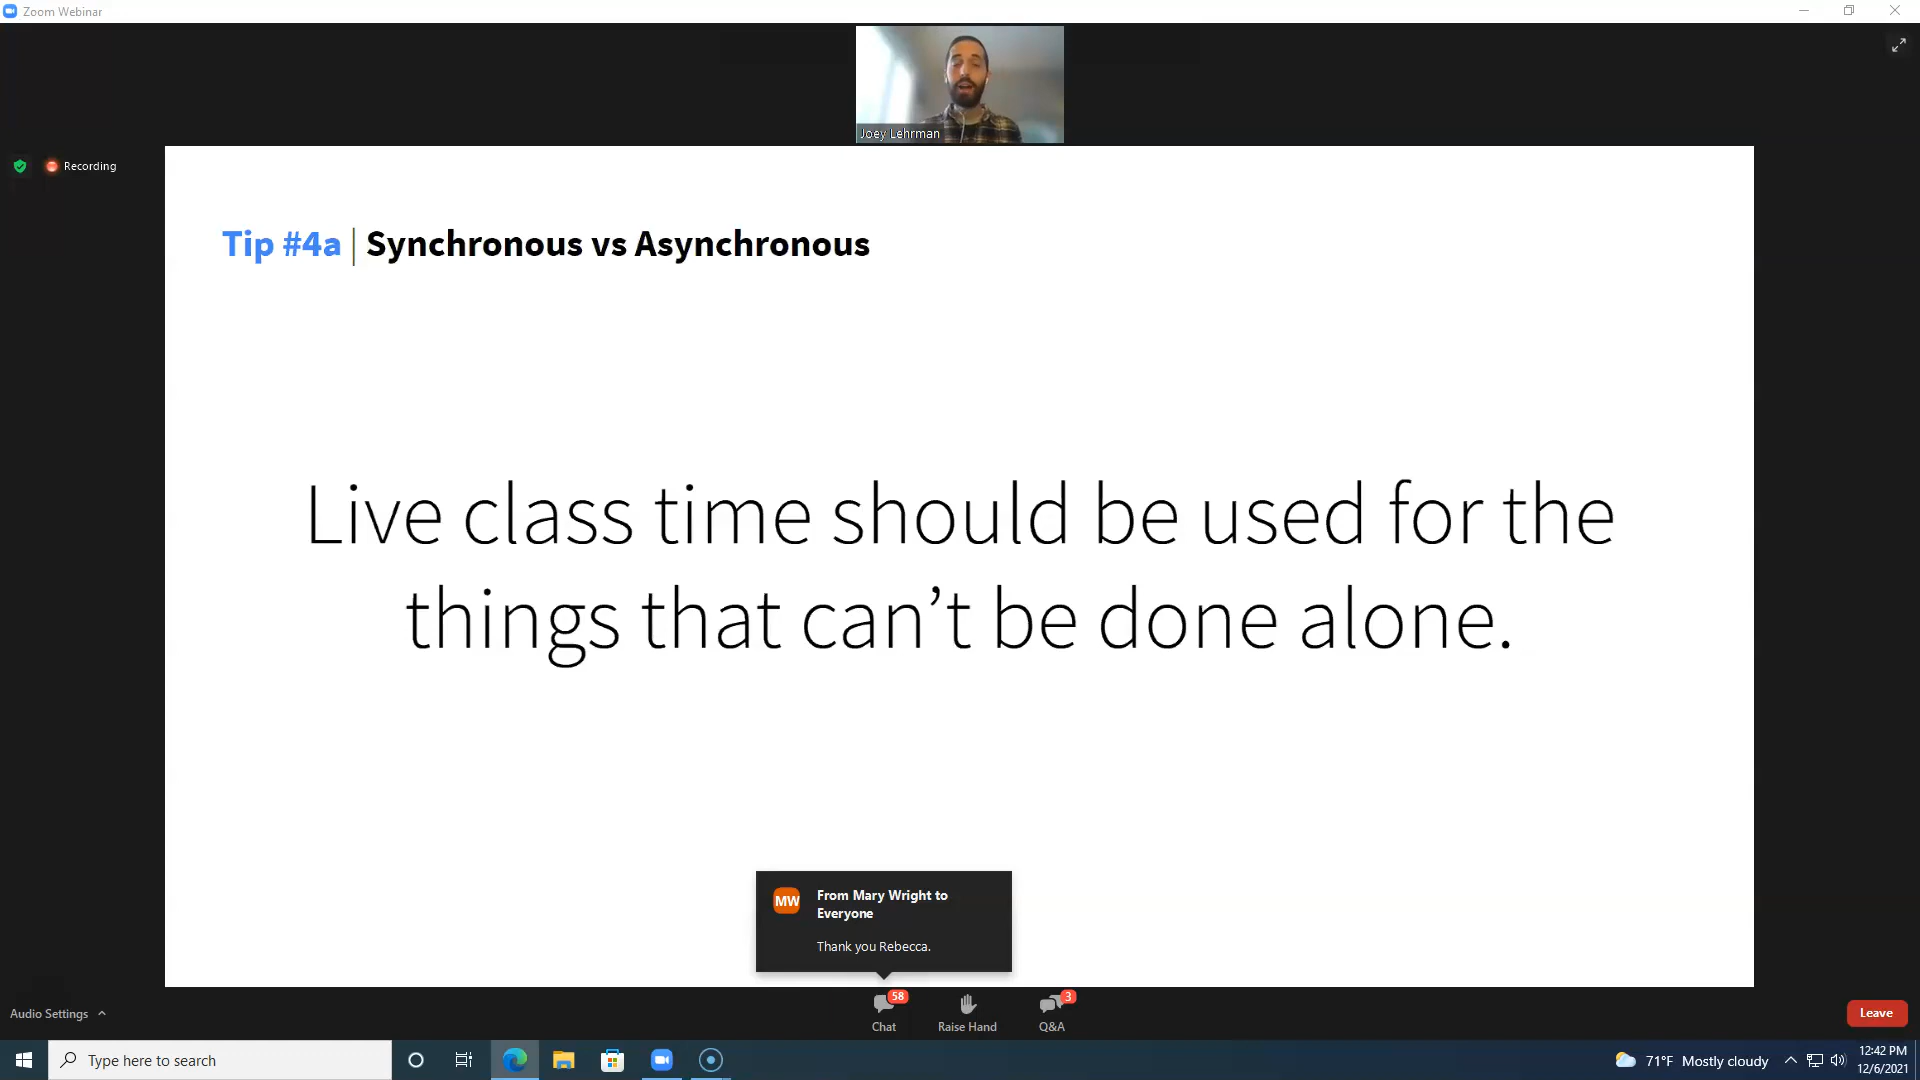 Zoom Webinar
Joey Lehrman
Recording
Tip #4a | Synchronous vs Asynchronous
Live class time should be used for the
things that can’t be done alone.
MW
From Mary Wright to
Everyone
Thank you Rebecca.
Audio Settings
58
Chat
Raise Hand
3
Q&A
Leave
Type here to search
71°F Mostly cloudy
12:42 PM
12/6/2021